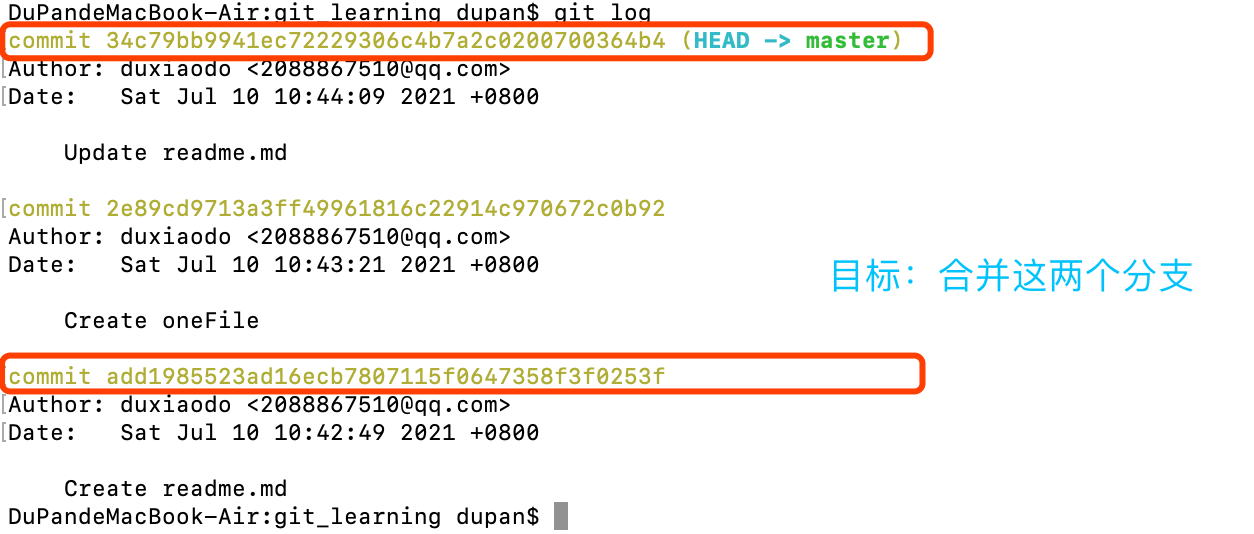 DuPandeMacBook-Air:git_learning dupan$ git log
commit 34c79bb9941ec72229306c4b7a2c0200700364b4 (HEAD -> master)
[Author: duxiaodo <2088867510@qq.com>
[Date:   Sat Jul 10 10:44:09 2021 +0800
Update readme.md
[commit 2e89cd9713a3ff49961816c22914c970672c0b92
Author: duxiaodo <2088867510@qq.com>
Date:   Sat Jul 10 10:43:21 2021 +0800
目标：合并这两个分支
Create oneFile
commit add1985523ad16ecb7807115f0647358f3f0253f
[Author: duxiaodo <2088867510@qq.com>
[Date:   Sat Jul 10 10:42:49 2021 +0800
Create readme.md
DuPandeMacBook-Air:git_learning dupan$